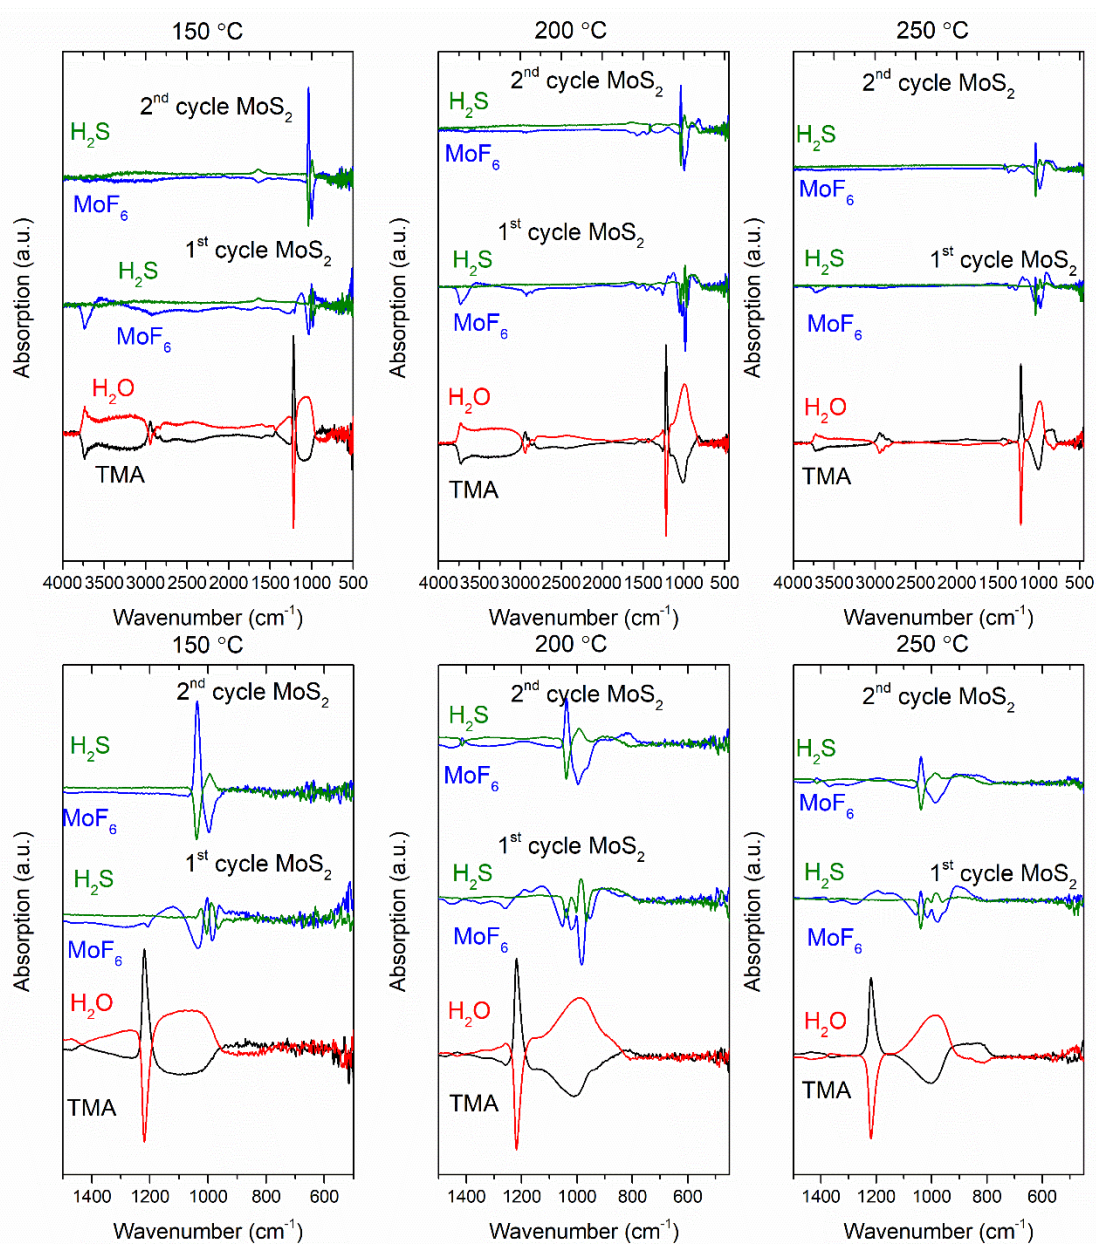 150 °C
2nd cycle MoS2
H2S
MoF6
1st cycle MoS2
H2S
MoF6
H2O
TMA
Absorption (a.u.)
4000 3500 3000 2500 2000 1500 1000 500
Wavenumber (cm-1)
200 °C
2nd cycle MoS2
H2S
MoF6
1st cycle MoS2
H2S
MoF6
H2O
TMA
Absorption (a.u.)
4000 3500 3000 2500 2000 1500 1000 500
Wavenumber (cm-1)
250 °C
2nd cycle MoS2
H2S
MoF6
1st cycle MoS2
H2S
MoF6
H2O
TMA
Absorption (a.u.)
4000 3500 3000 2500 2000 1500 1000 500
Wavenumber (cm-1)
150 °C
2nd cycle MoS2
H2S
MoF6
1st cycle MoS2
H2S
MoF6
H2O
TMA
Absorption (a.u.)
1400 1200 1000 800 600
Wavenumber (cm-1)
200 °C
2nd cycle MoS2
H2S
MoF6
1st cycle MoS2
H2S
MoF6
H2O
TMA
Absorption (a.u.)
1400 1200 1000 800 600
Wavenumber (cm-1)
250 °C
2nd cycle MoS2
H2S
MoF6
1st cycle MoS2
H2S
MoF6
H2O
TMA
Absorption (a.u.)
1400 1200 1000 800 600
Wavenumber (cm-1)